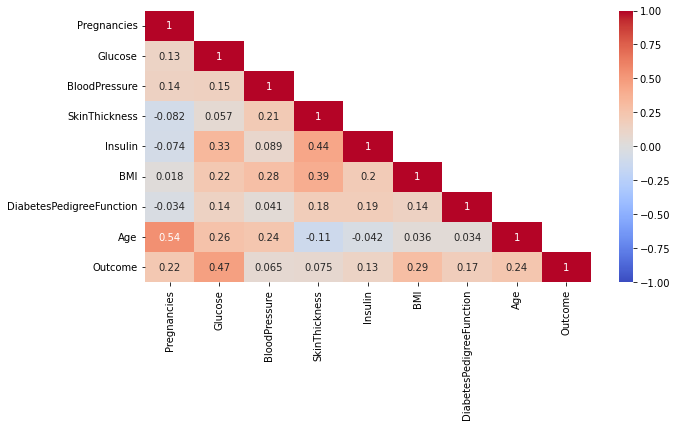 Pregnancies 1
Glucose 0.13 1
BloodPressure 0.14 0.15 1
SkinThickness -0.082 0.057 0.21 1
Insulin -0.074 0.33 0.089 0.44 1
BMI 0.018 0.22 0.28 0.39 0.2 1
DiabetesPedigreeFunction -0.034 0.14 0.041 0.18 0.19 0.14 1
Age 0.54 0.26 0.24 -0.11 -0.042 0.036 0.034 1
Outcome 0.22 0.47 0.065 0.075 0.13 0.29 0.17 0.24 1
Pregnancies
Glucose
BloodPressure
SkinThickness
Insulin
BMI
DiabetesPedigreeFunction
Age
Outcome
1.00
0.75
0.50
0.25
0.00
−0.25
−0.50
−0.75
−1.00